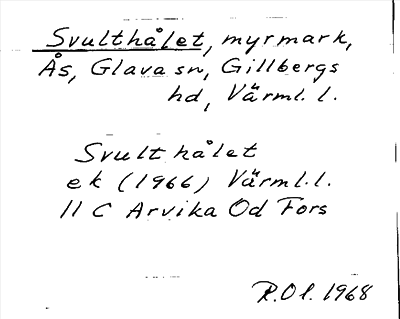 Svulthålet, myrmark,
Ås, Glava sn, Gillbergs
hd, Värml. l.
Svulthålet
ek (1966) Värml. l.
11 C Arvika Od Fors
R.Ol. 1968